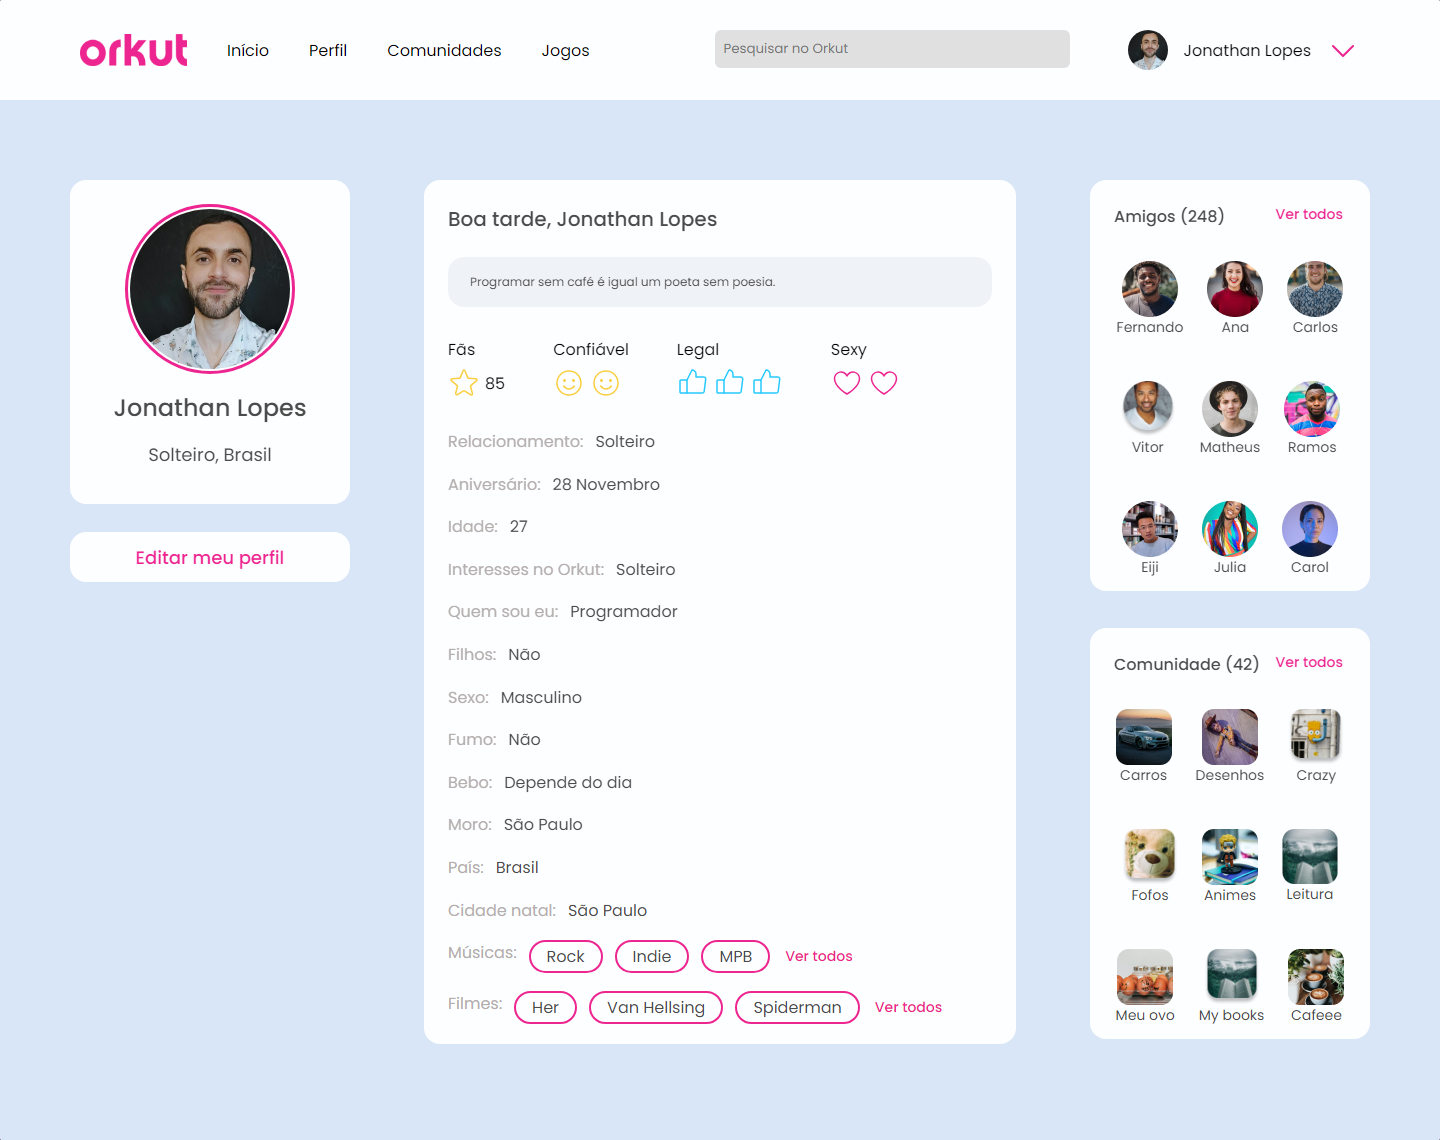 orkut Início Perfil Comunidades Jogos Pesquisar no Orkut Jonathan Lopes
Jonathan Lopes
Solteiro, Brasil
Editar meu perfil
Boa tarde, Jonathan Lopes
Programar sem café é igual um poeta sem poesia.
Fãs Confiável Legal Sexy
85
Relacionamento: Solteiro
Aniversário: 28 Novembro
Idade: 27
Interesses no Orkut: Solteiro
Quem sou eu: Programador
Filhos: Não
Sexo: Masculino
Fumo: Não
Bebo: Depende do dia
Moro: São Paulo
País: Brasil
Cidade natal: São Paulo
Músicas: Rock Indie MPB Ver todos
Filmes: Her Van Hellsing Spiderman Ver todos
Amigos (248) Ver todos
Fernando Ana Carlos
Vitor Matheus Ramos
Eiji Julia Carol
Comunidade (42) Ver todos
Carros Desenhos Crazy
Fofos Animes Leitura
Meu ovo My books Cafeee